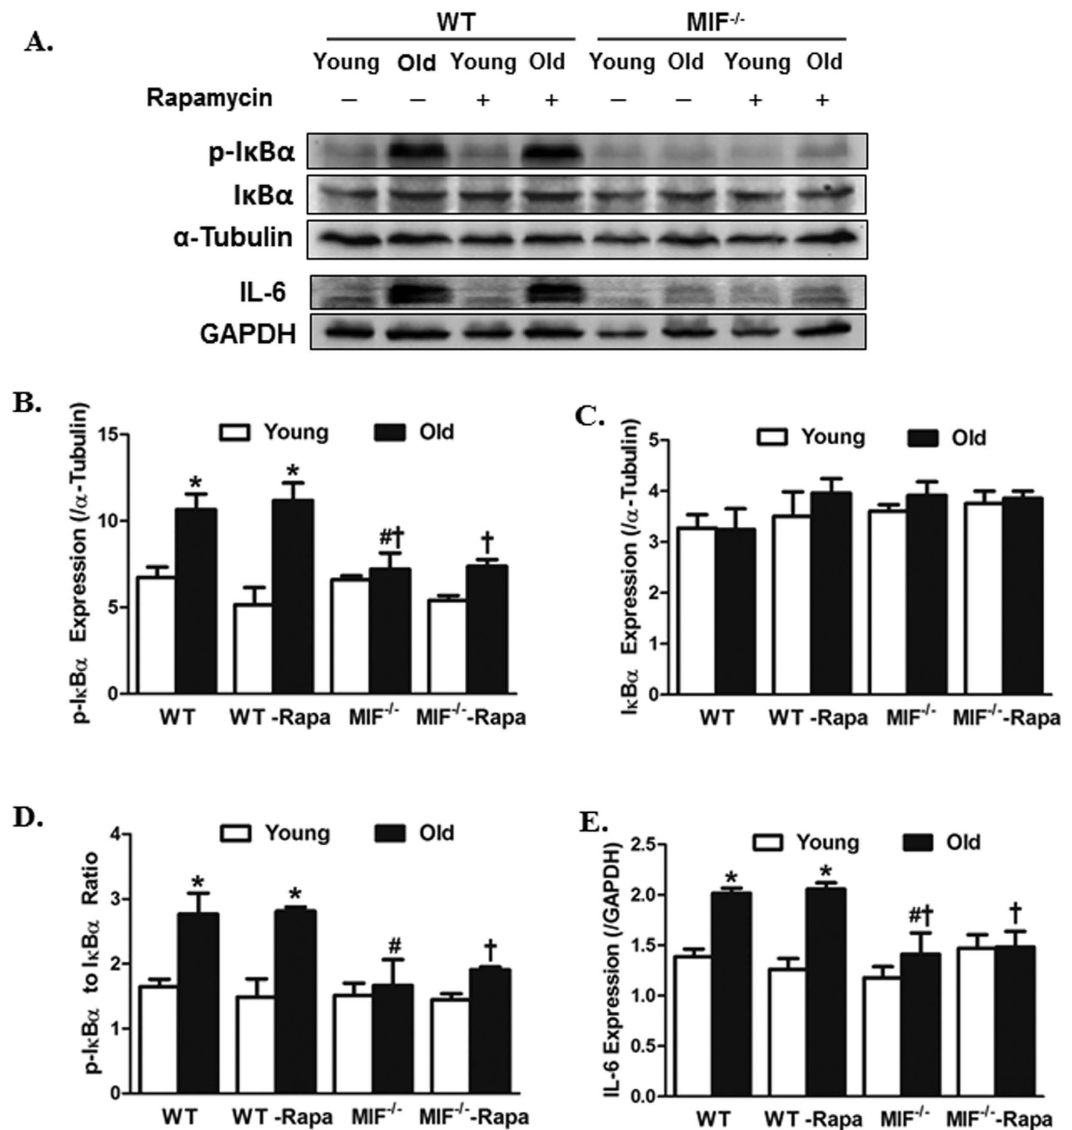 A.
WT MIF-/-
Young Old Young Old Young Old Young Old
Rapamycin − − + + − − + +
p-IκBα
IκBα
α-Tubulin
IL-6
GAPDH
B.
p-IκBα Expression (/α-Tubulin)
Young Old
15
10
5
0
* * #† †
WT WT -Rapa MIF-/- MIF-/--Rapa
C.
IκBα Expression (/α-Tubulin)
Young Old
5
4
3
2
1
0
WT WT -Rapa MIF-/- MIF-/--Rapa
D.
p-IκBα to IκBα Ratio
Young Old
4
3
2
1
0
* * # †
WT WT -Rapa MIF-/- MIF-/--Rapa
E.
IL-6 Expression (/GAPDH)
Young Old
2.5
2.0
1.5
1.0
0.5
0.0
* * #† †
WT WT -Rapa MIF-/- MIF-/--Rapa